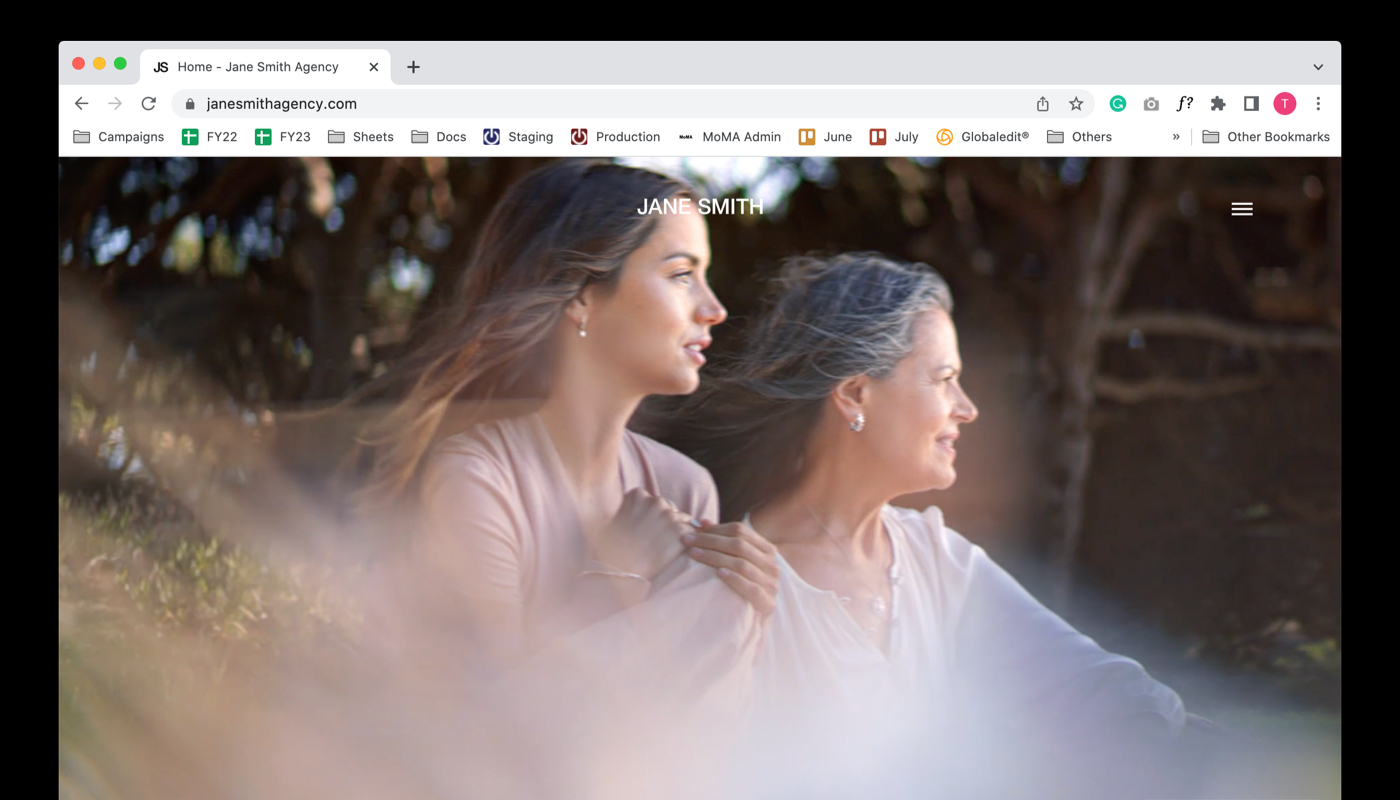 JS Home - Jane Smith Agency
janesmithagency.com
f? T
Campaigns FY22 FY23 Sheets Docs Staging Production MoMA MoMA Admin June July Globaledit® Others » Other Bookmarks
JANE SMITH